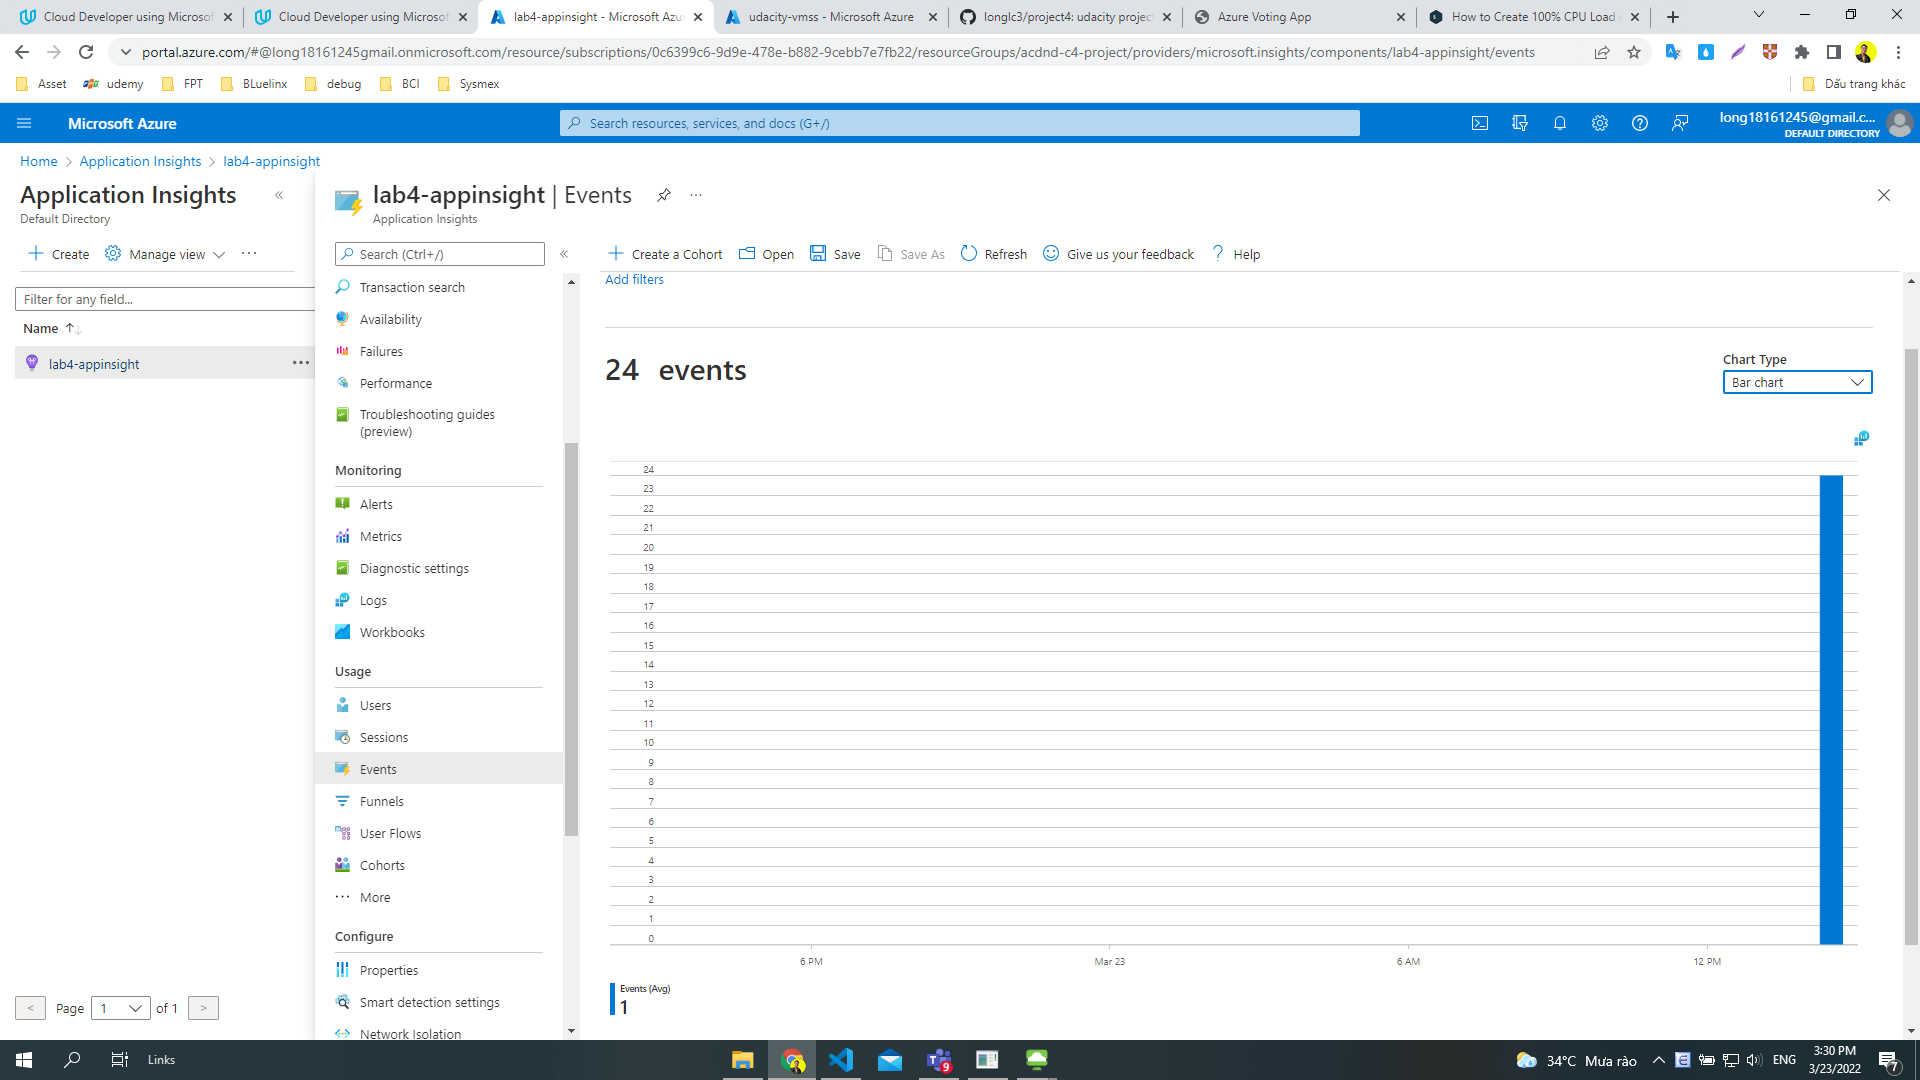 Cloud Developer using Microsof
Cloud Developer using Microsof
lab4-appinsight - Microsoft Azu
udacity-vmss - Microsoft Azure
longlc3/project4: udacity projec
Azure Voting App
How to Create 100% CPU Load
portal.azure.com/#@long18161245gmail.onmicrosoft.com/resource/subscriptions/0c6399c6-9d9e-478e-b882-9cebb7e7fb22/resourceGroups/acdnd-c4-project/providers/microsoft.insights/components/lab4-appinsight/events
Asset
udemy
FPT
BLuelinx
debug
BCI
Sysmex
Dấu trang khác
Microsoft Azure
Search resources, services, and docs (G+/)
long18161245@gmail.c...
DEFAULT DIRECTORY
Home > Application Insights > lab4-appinsight
Application Insights
Default Directory
Create
Manage view
Filter for any field...
Name
lab4-appinsight
Page 1 of 1
lab4-appinsight | Events
Application Insights
Search (Ctrl+/)
Transaction search
Availability
Failures
Performance
Troubleshooting guides
(preview)
Monitoring
Alerts
Metrics
Diagnostic settings
Logs
Workbooks
Usage
Users
Sessions
Events
Funnels
User Flows
Cohorts
More
Configure
Properties
Smart detection settings
Network Isolation
Create a Cohort
Open
Save
Save As
Refresh
Give us your feedback
? Help
Add filters
24 events
Chart Type
Bar chart
24
23
22
21
20
19
18
17
16
15
14
13
12
11
10
9
8
7
6
5
4
3
2
1
0
6 PM
Mar 23
6 AM
12 PM
Events (Avg)
1
Links
9
34°C Mưa rào
ENG
3:30 PM
3/23/2022
7